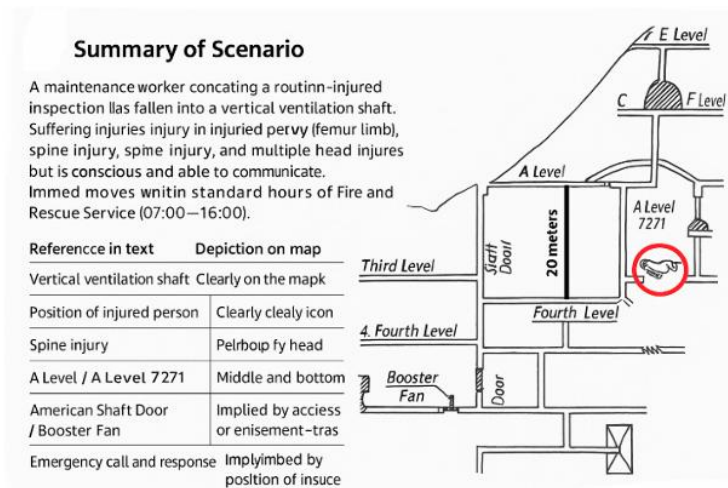 Summary of Scenario
A maintenance worker concating a routinn-injured
inspection llas fallen into a vertical ventilation shaft.
Suffering injuries injury in injuried pervy (femur limb),
spine injury, spme injury, and multiple head injures
but is conscious and able to communicate.
Immed moves wnitin standard hours of Fire and
Rescue Service (07:00—16:00).
Referencce in text Depiction on map
Vertical ventilation shaft Clearly on the mapk
Position of injured person Clearly clealy icon
Spine injury Pelrboıp fy head
A Level / A Level 7271 Middle and bottom
American Shaft Door Implied by acciess
/ Booster Fan or enisement-tras
Emergency call and response Implyimbed by
position of insuce
E Level
C F Level
A Level
A Level
7271
20 meters
Door
Third Level
Fourth Level
4. Fourth Level
Booster
Fan
Door